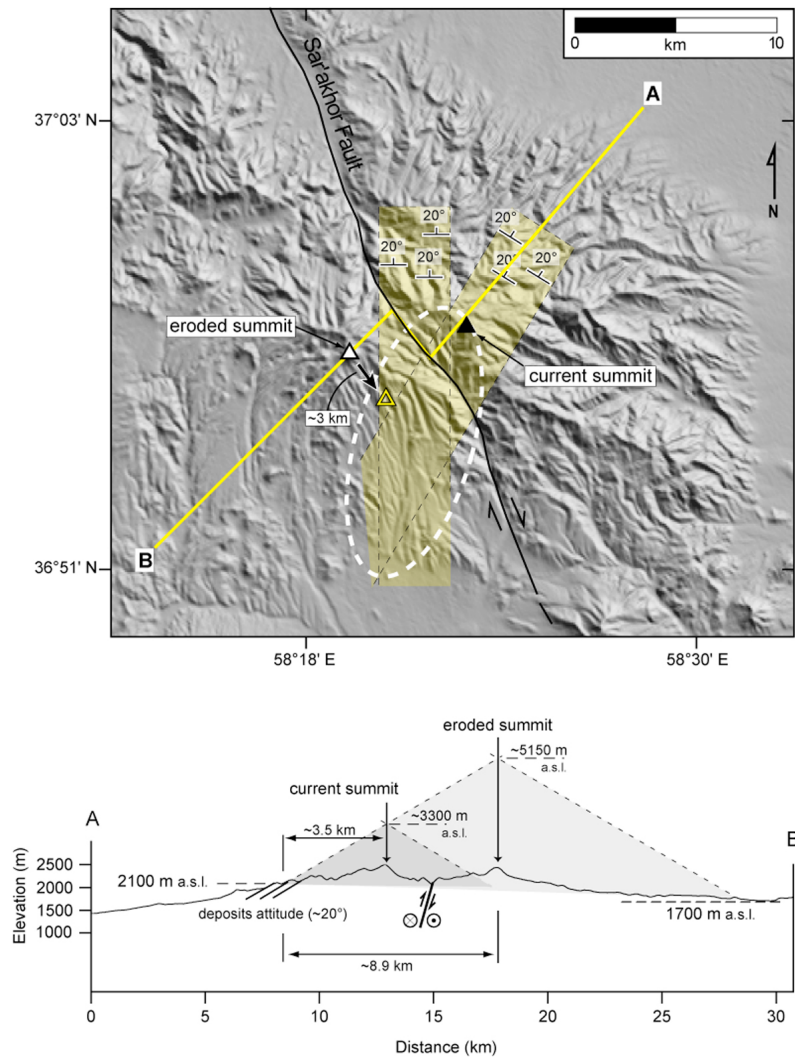 0
10
km
A
37°03' N
Sar'akhor Fault
N
20°
20°
20°
20°
20°
20°
eroded summit
current summit
~3 km
B
36°51' N
58°18' E
58°30' E
eroded summit
~5150 m
a.s.l.
current summit
~3300 m
a.s.l.
A
~3.5 km
Elevation (m)
2500
2000
1500
1000
2100 m a.s.l.
deposits attitude (~20°)
1700 m a.s.l.
~8.9 km
0
5
10
15
20
25
30
Distance (km)